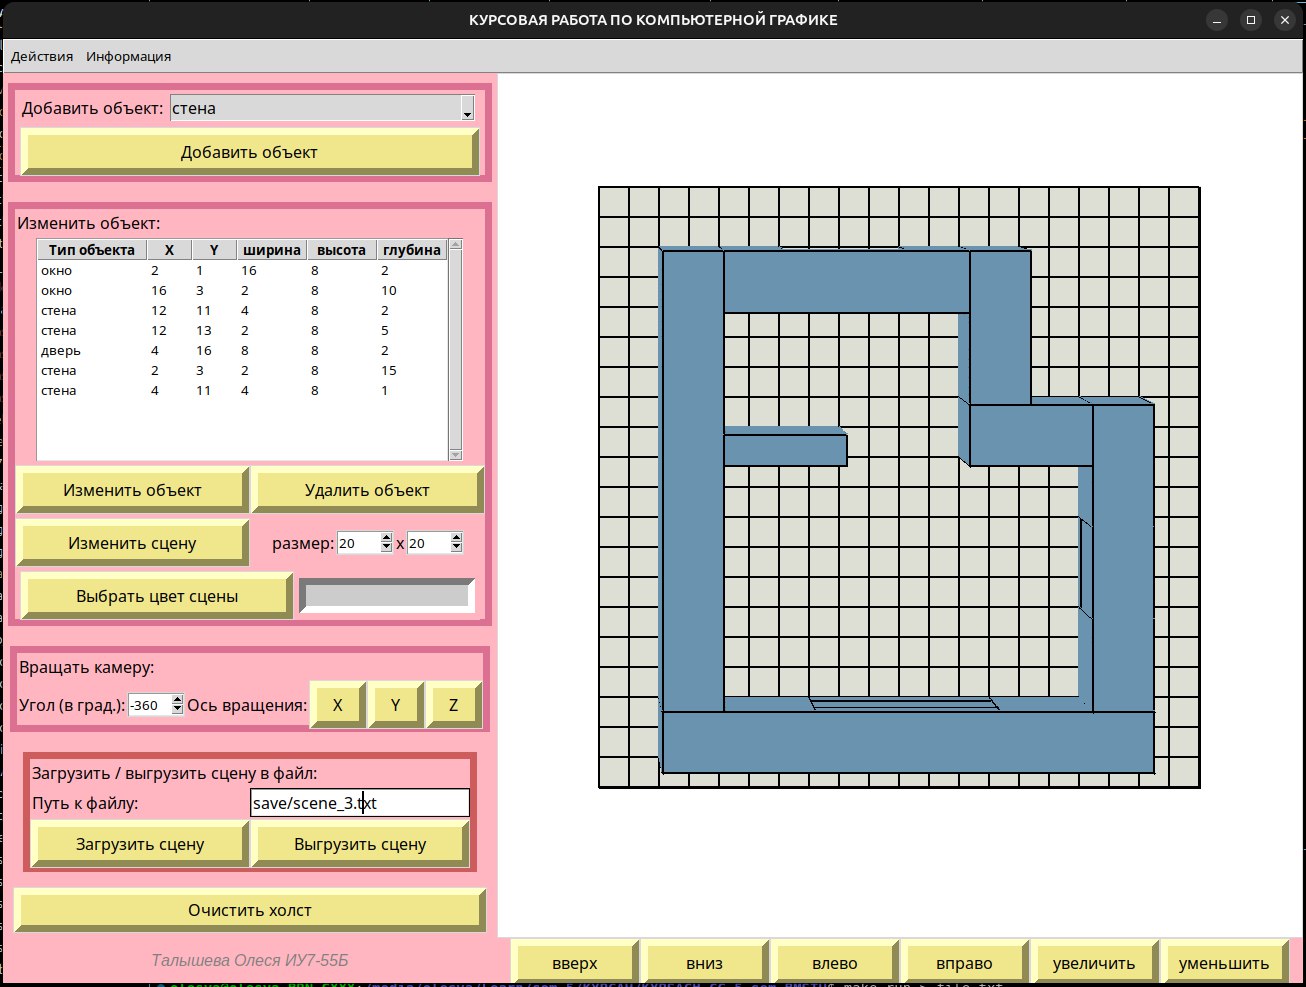 КУРСОВАЯ РАБОТА ПО КОМПЬЮТЕРНОЙ ГРАФИКЕ
Действия Информация
Добавить объект: стена
Добавить объект
Изменить объект:
Тип объекта X Y ширина высота глубина
окно 2 1 16 8 2
окно 16 3 2 8 10
стена 12 11 4 8 2
стена 12 13 2 8 5
дверь 4 16 8 8 2
стена 2 3 2 8 15
стена 4 11 4 8 1
Изменить объект Удалить объект
Изменить сцену размер: 20 x 20
Выбрать цвет сцены
Вращать камеру:
Угол (в град.): -360 Ось вращения: X Y Z
Загрузить / выгрузить сцену в файл:
Путь к файлу: save/scene_3.txt
Загрузить сцену Выгрузить сцену
Очистить холст
Талышева Олеся ИУ7-55Б
вверх вниз влево вправо увеличить уменьшить